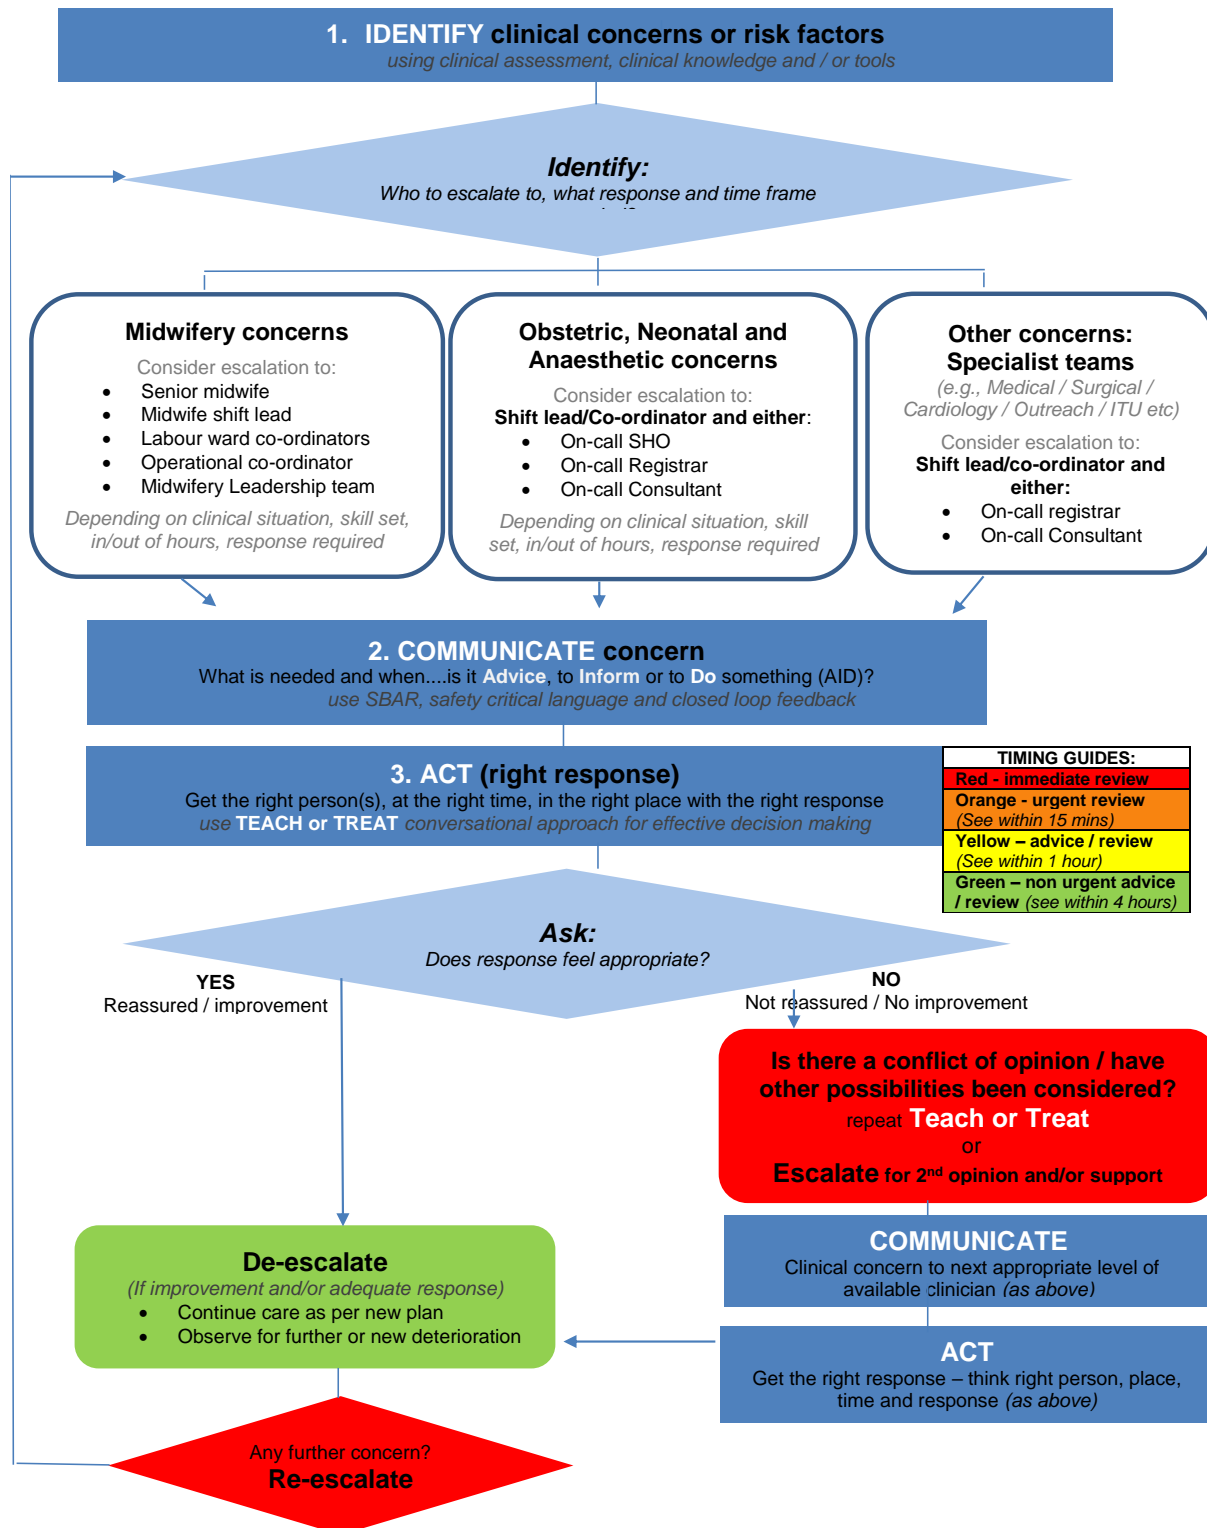 1. IDENTIFY clinical concerns or risk factors
using clinical assessment, clinical knowledge and / or tools
Identify:
Who to escalate to, what response and time frame
Midwifery concerns
Consider escalation to:
• Senior midwife
• Midwife shift lead
• Labour ward co-ordinators
• Operational co-ordinator
• Midwifery Leadership team
Depending on clinical situation, skill set,
in/out of hours, response required
Obstetric, Neonatal and
Anaesthetic concerns
Consider escalation to:
Shift lead/Co-ordinator and either:
• On-call SHO
• On-call Registrar
• On-call Consultant
Depending on clinical situation, skill
set, in/out of hours, response required
Other concerns:
Specialist teams
(e.g., Medical / Surgical /
Cardiology / Outreach / ITU etc)
Consider escalation to:
Shift lead/co-ordinator and
either:
• On-call registrar
• On-call Consultant
2. COMMUNICATE concern
What is needed and when....is it Advice, to Inform or to Do something (AID)?
use SBAR, safety critical language and closed loop feedback
3. ACT (right response)
Get the right person(s), at the right time, in the right place with the right response
use TEACH or TREAT conversational approach for effective decision making
TIMING GUIDES:
Red - immediate review
Orange - urgent review
(See within 15 mins)
Yellow – advice / review
(See within 1 hour)
Green – non urgent advice
/ review (see within 4 hours)
Ask:
Does response feel appropriate?
YES
Reassured / improvement
NO
Not reassured / No improvement
Is there a conflict of opinion / have
other possibilities been considered?
repeat Teach or Treat
or
Escalate for 2nd opinion and/or support
COMMUNICATE
Clinical concern to next appropriate level of
available clinician (as above)
ACT
Get the right response – think right person, place,
time and response (as above)
De-escalate
(If improvement and/or adequate response)
• Continue care as per new plan
• Observe for further or new deterioration
Any further concern?
Re-escalate